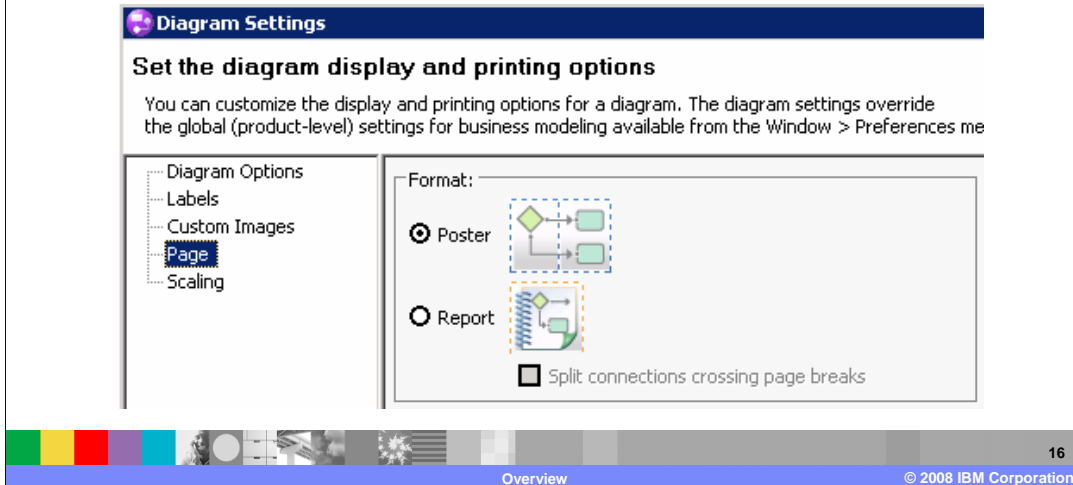 Diagram Settings
Set the diagram display and printing options
You can customize the display and printing options for a diagram. The diagram settings override
the global (product-level) settings for business modeling available from the Window > Preferences me
Diagram Options
Labels
Custom Images
Page
Scaling
Format:
Poster
Report
Split connections crossing page breaks
16
Overview
© 2008 IBM Corporation